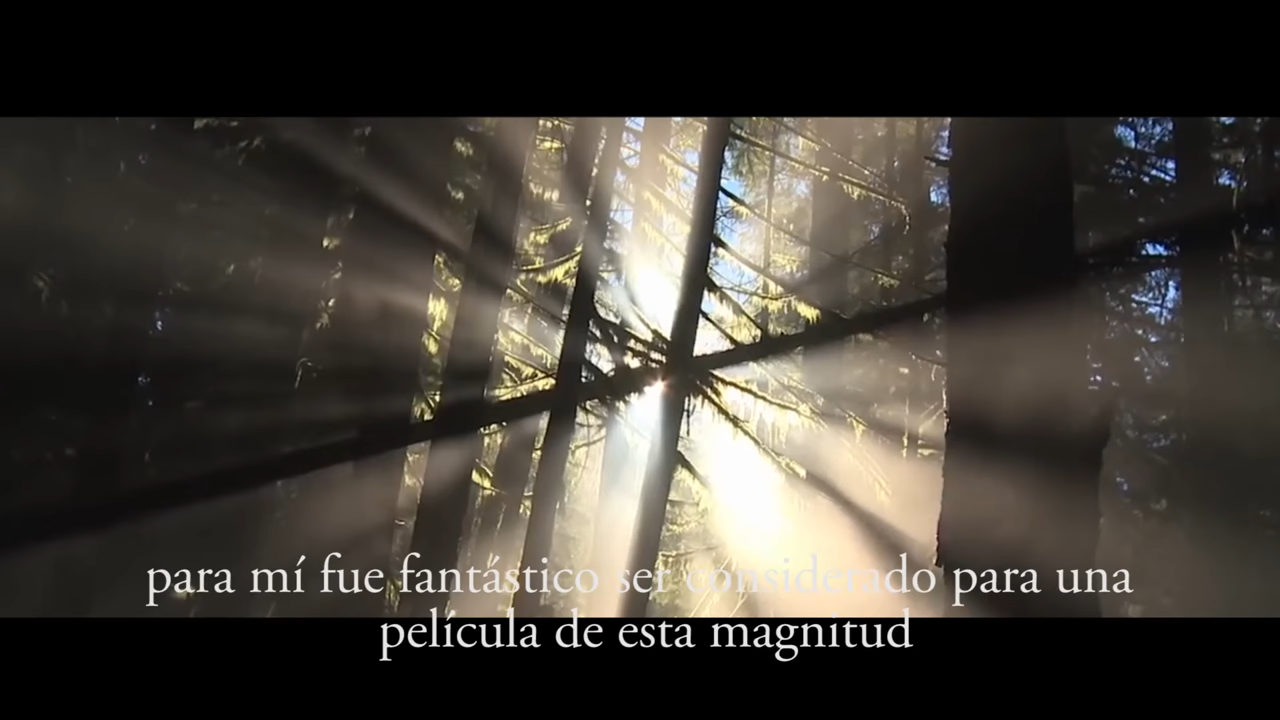 para mí fue fantástico ser considerado para una
película de esta magnitud